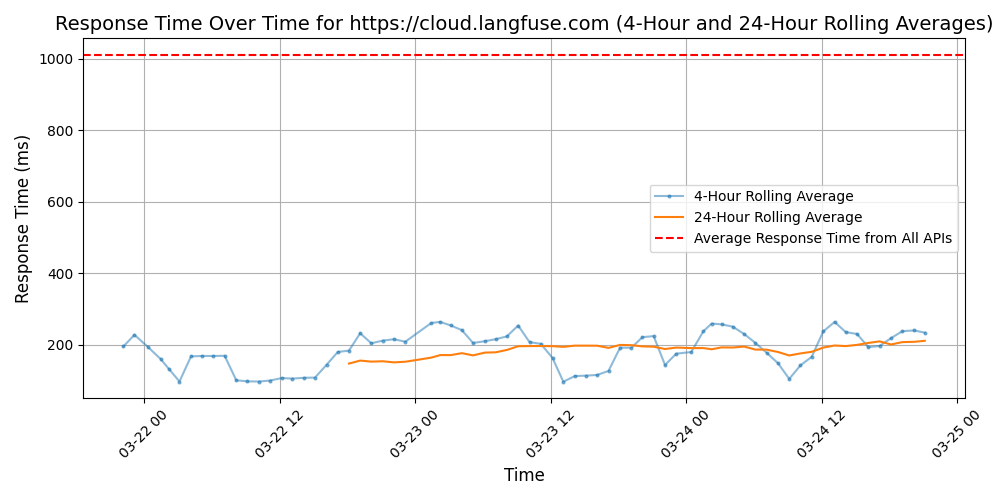 Response Time Over Time for https://cloud.langfuse.com (4-Hour and 24-Hour Rolling Averages)
Response Time (ms)
1000
800
600
400
200
4-Hour Rolling Average
24-Hour Rolling Average
Average Response Time from All APIs
03-22 00
03-22 12
03-23 00
03-23 12
03-24 00
03-24 12
03-25 00
Time